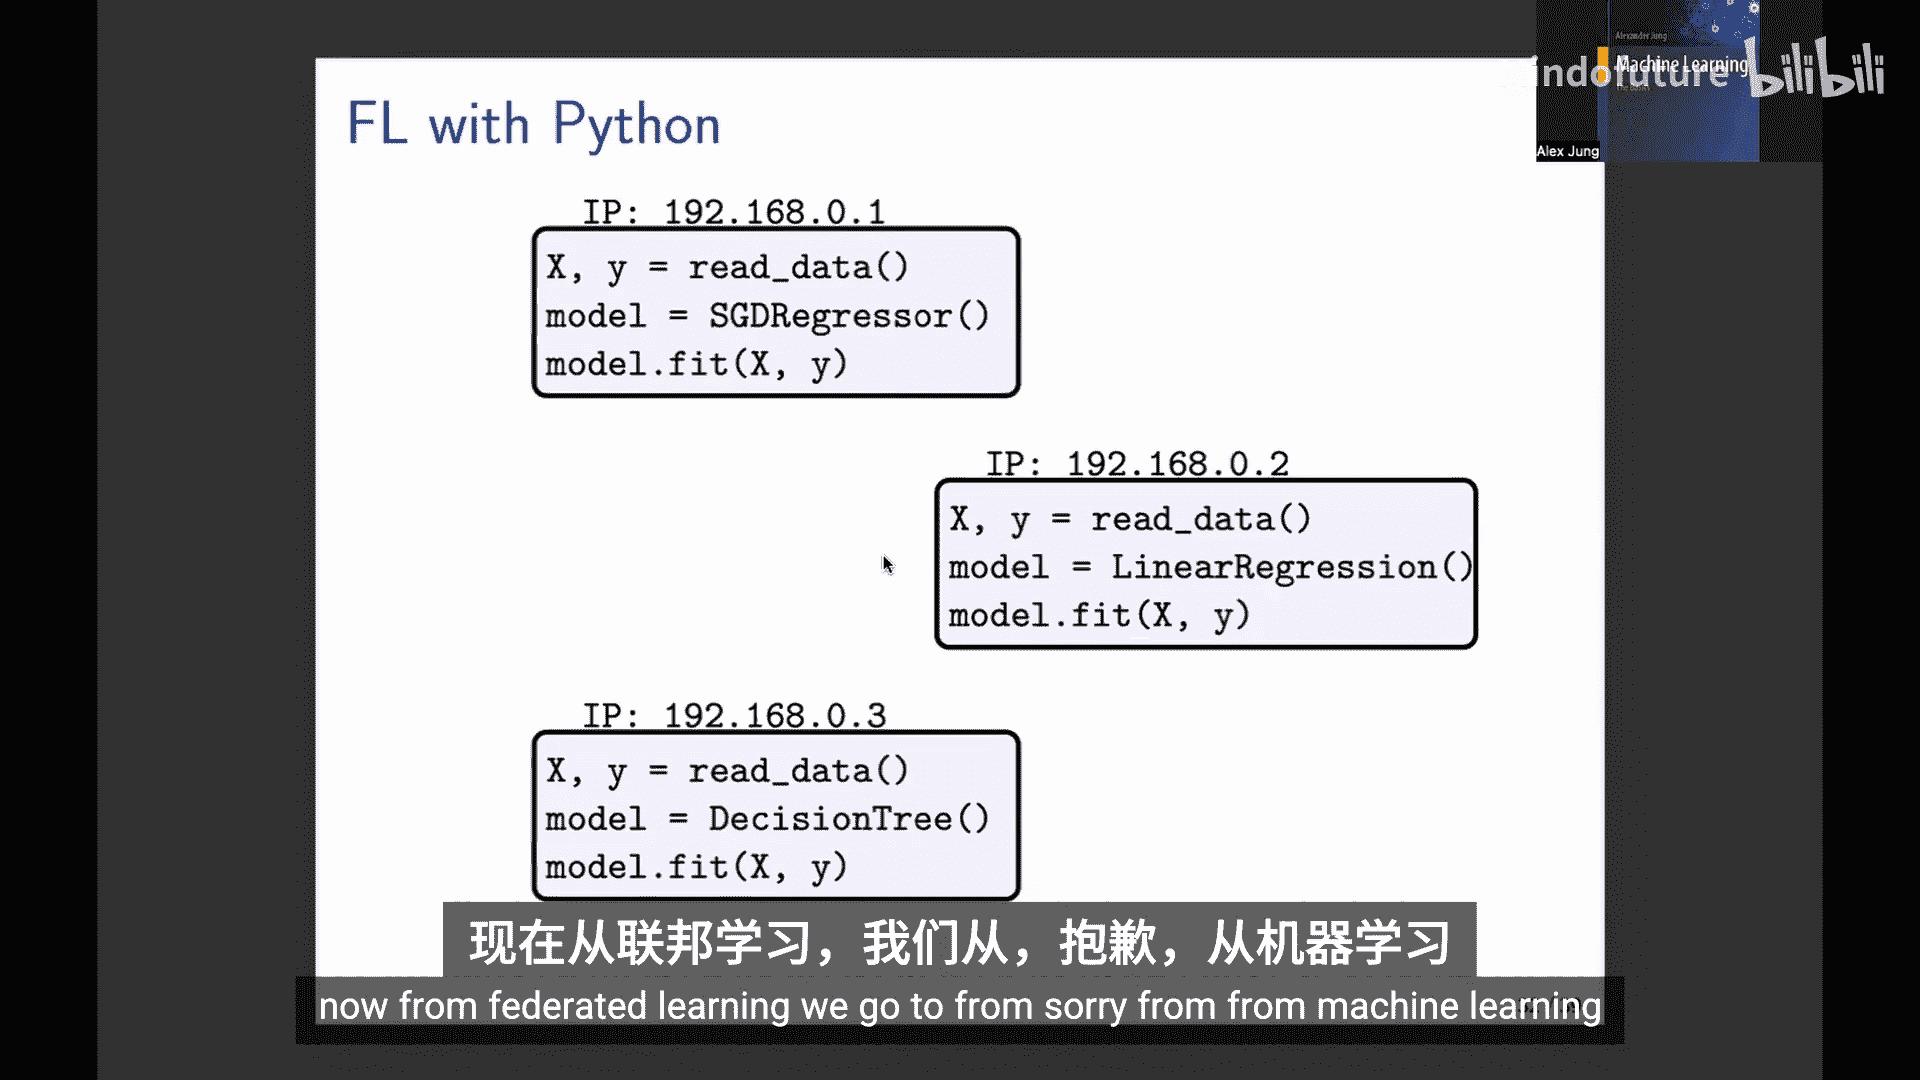 FL with Python
indofuture
bilibili
Alexander Jung
Machine Learning
Alex Jung
IP: 192.168.0.1
X, y = read_data()
model = SGDRegressor()
model.fit(X, y)
IP: 192.168.0.2
X, y = read_data()
model = LinearRegression()
model.fit(X, y)
IP: 192.168.0.3
X, y = read_data()
model = DecisionTree()
model.fit(X, y)
现在从联邦学习，我们从，抱歉，从机器学习
now from federated learning we go to from sorry from from machine learning